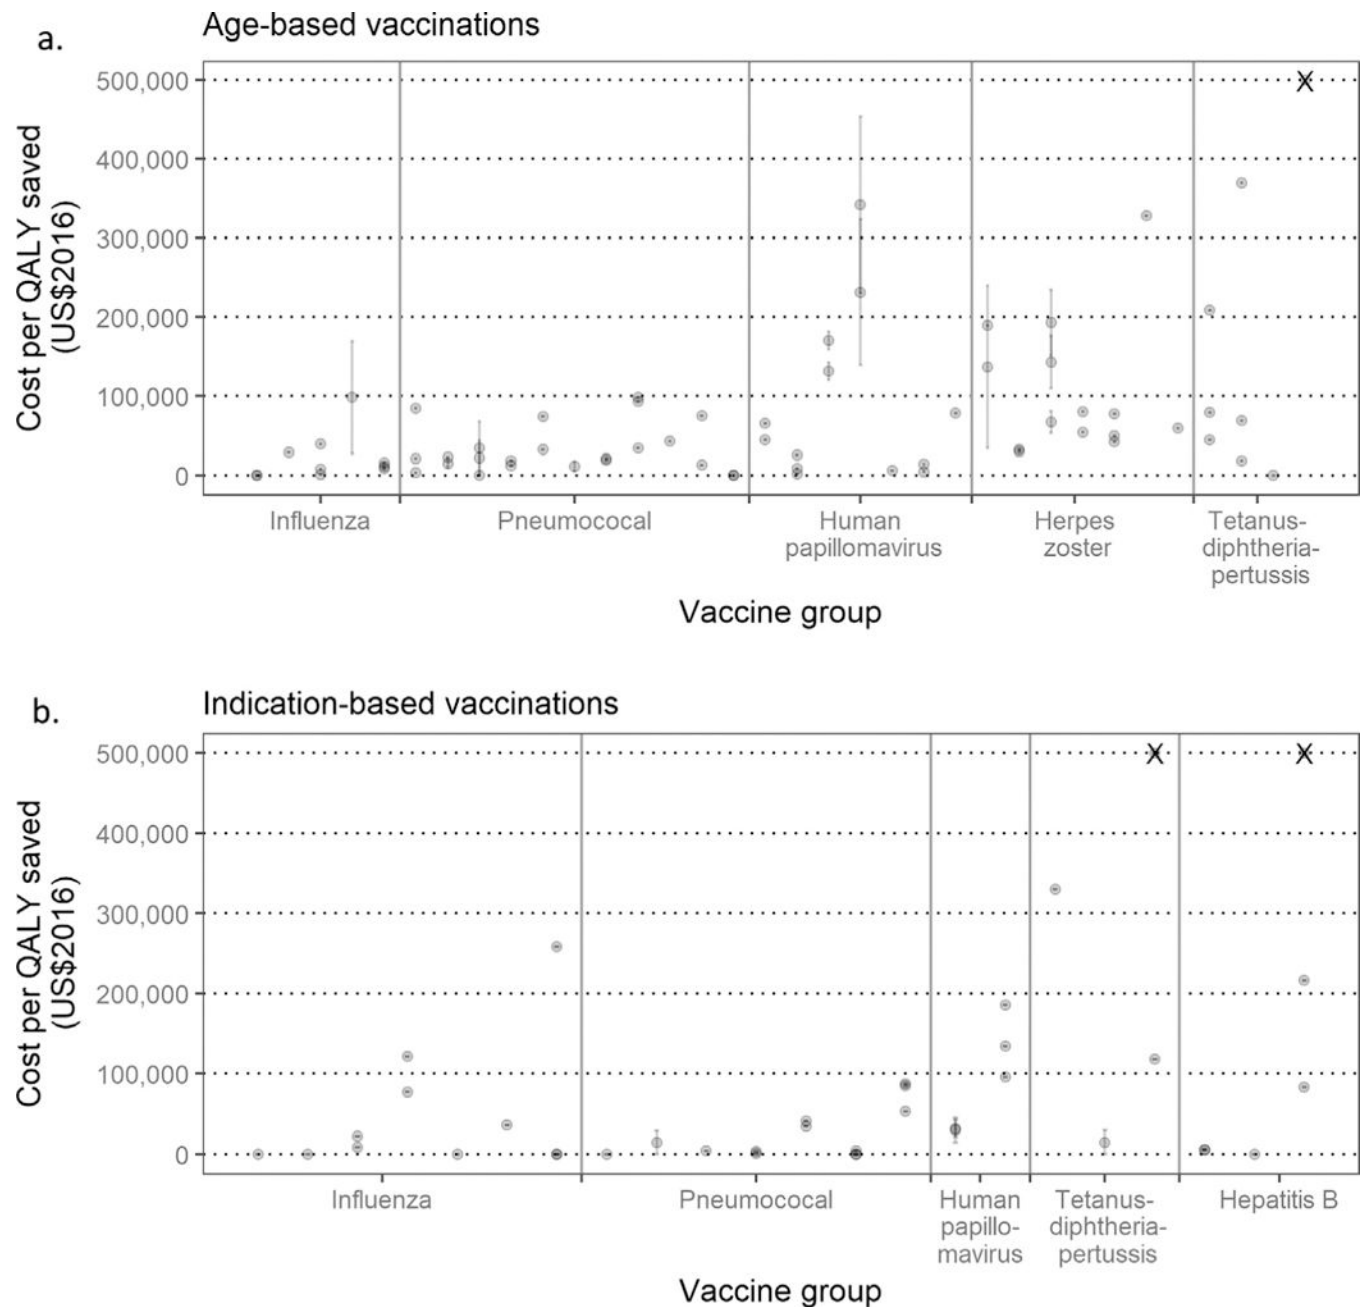 a.
Age-based vaccinations
Cost per QALY saved
(US$2016)
500,000
400,000
300,000
200,000
100,000
0
X
Influenza
Pneumococal
Human
papillomavirus
Herpes
zoster
Tetanus-
diphtheria-
pertussis
Vaccine group
b.
Indication-based vaccinations
Cost per QALY saved
(US$2016)
500,000
400,000
300,000
200,000
100,000
0
X
X
Influenza
Pneumococal
Human
papillo-
mavirus
Tetanus-
diphtheria-
pertussis
Hepatitis B
Vaccine group